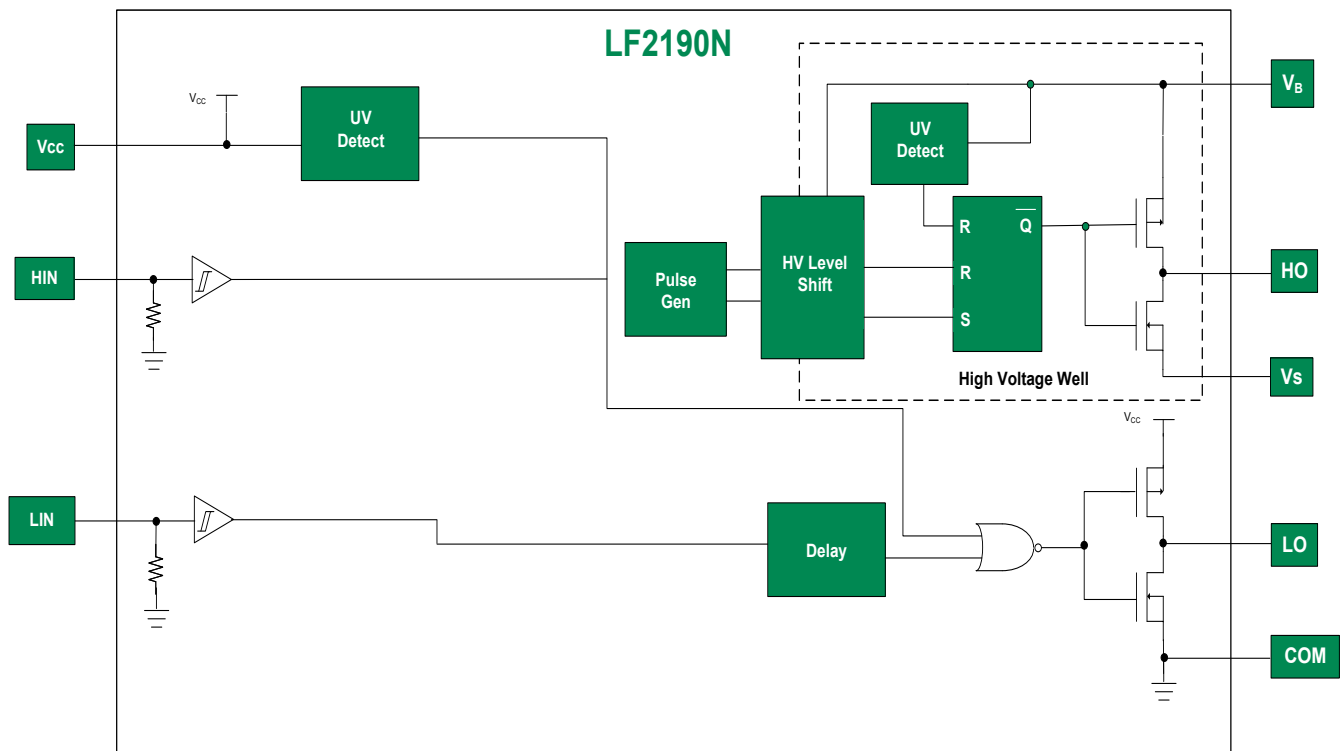 LF2190N
VB
VCC
UV
Detect
UV
Detect
Vcc
R
Q
HIN
Pulse
Gen
HV Level
Shift
R
HO
S
High Voltage Well
Vs
VCC
LIN
Delay
LO
COM